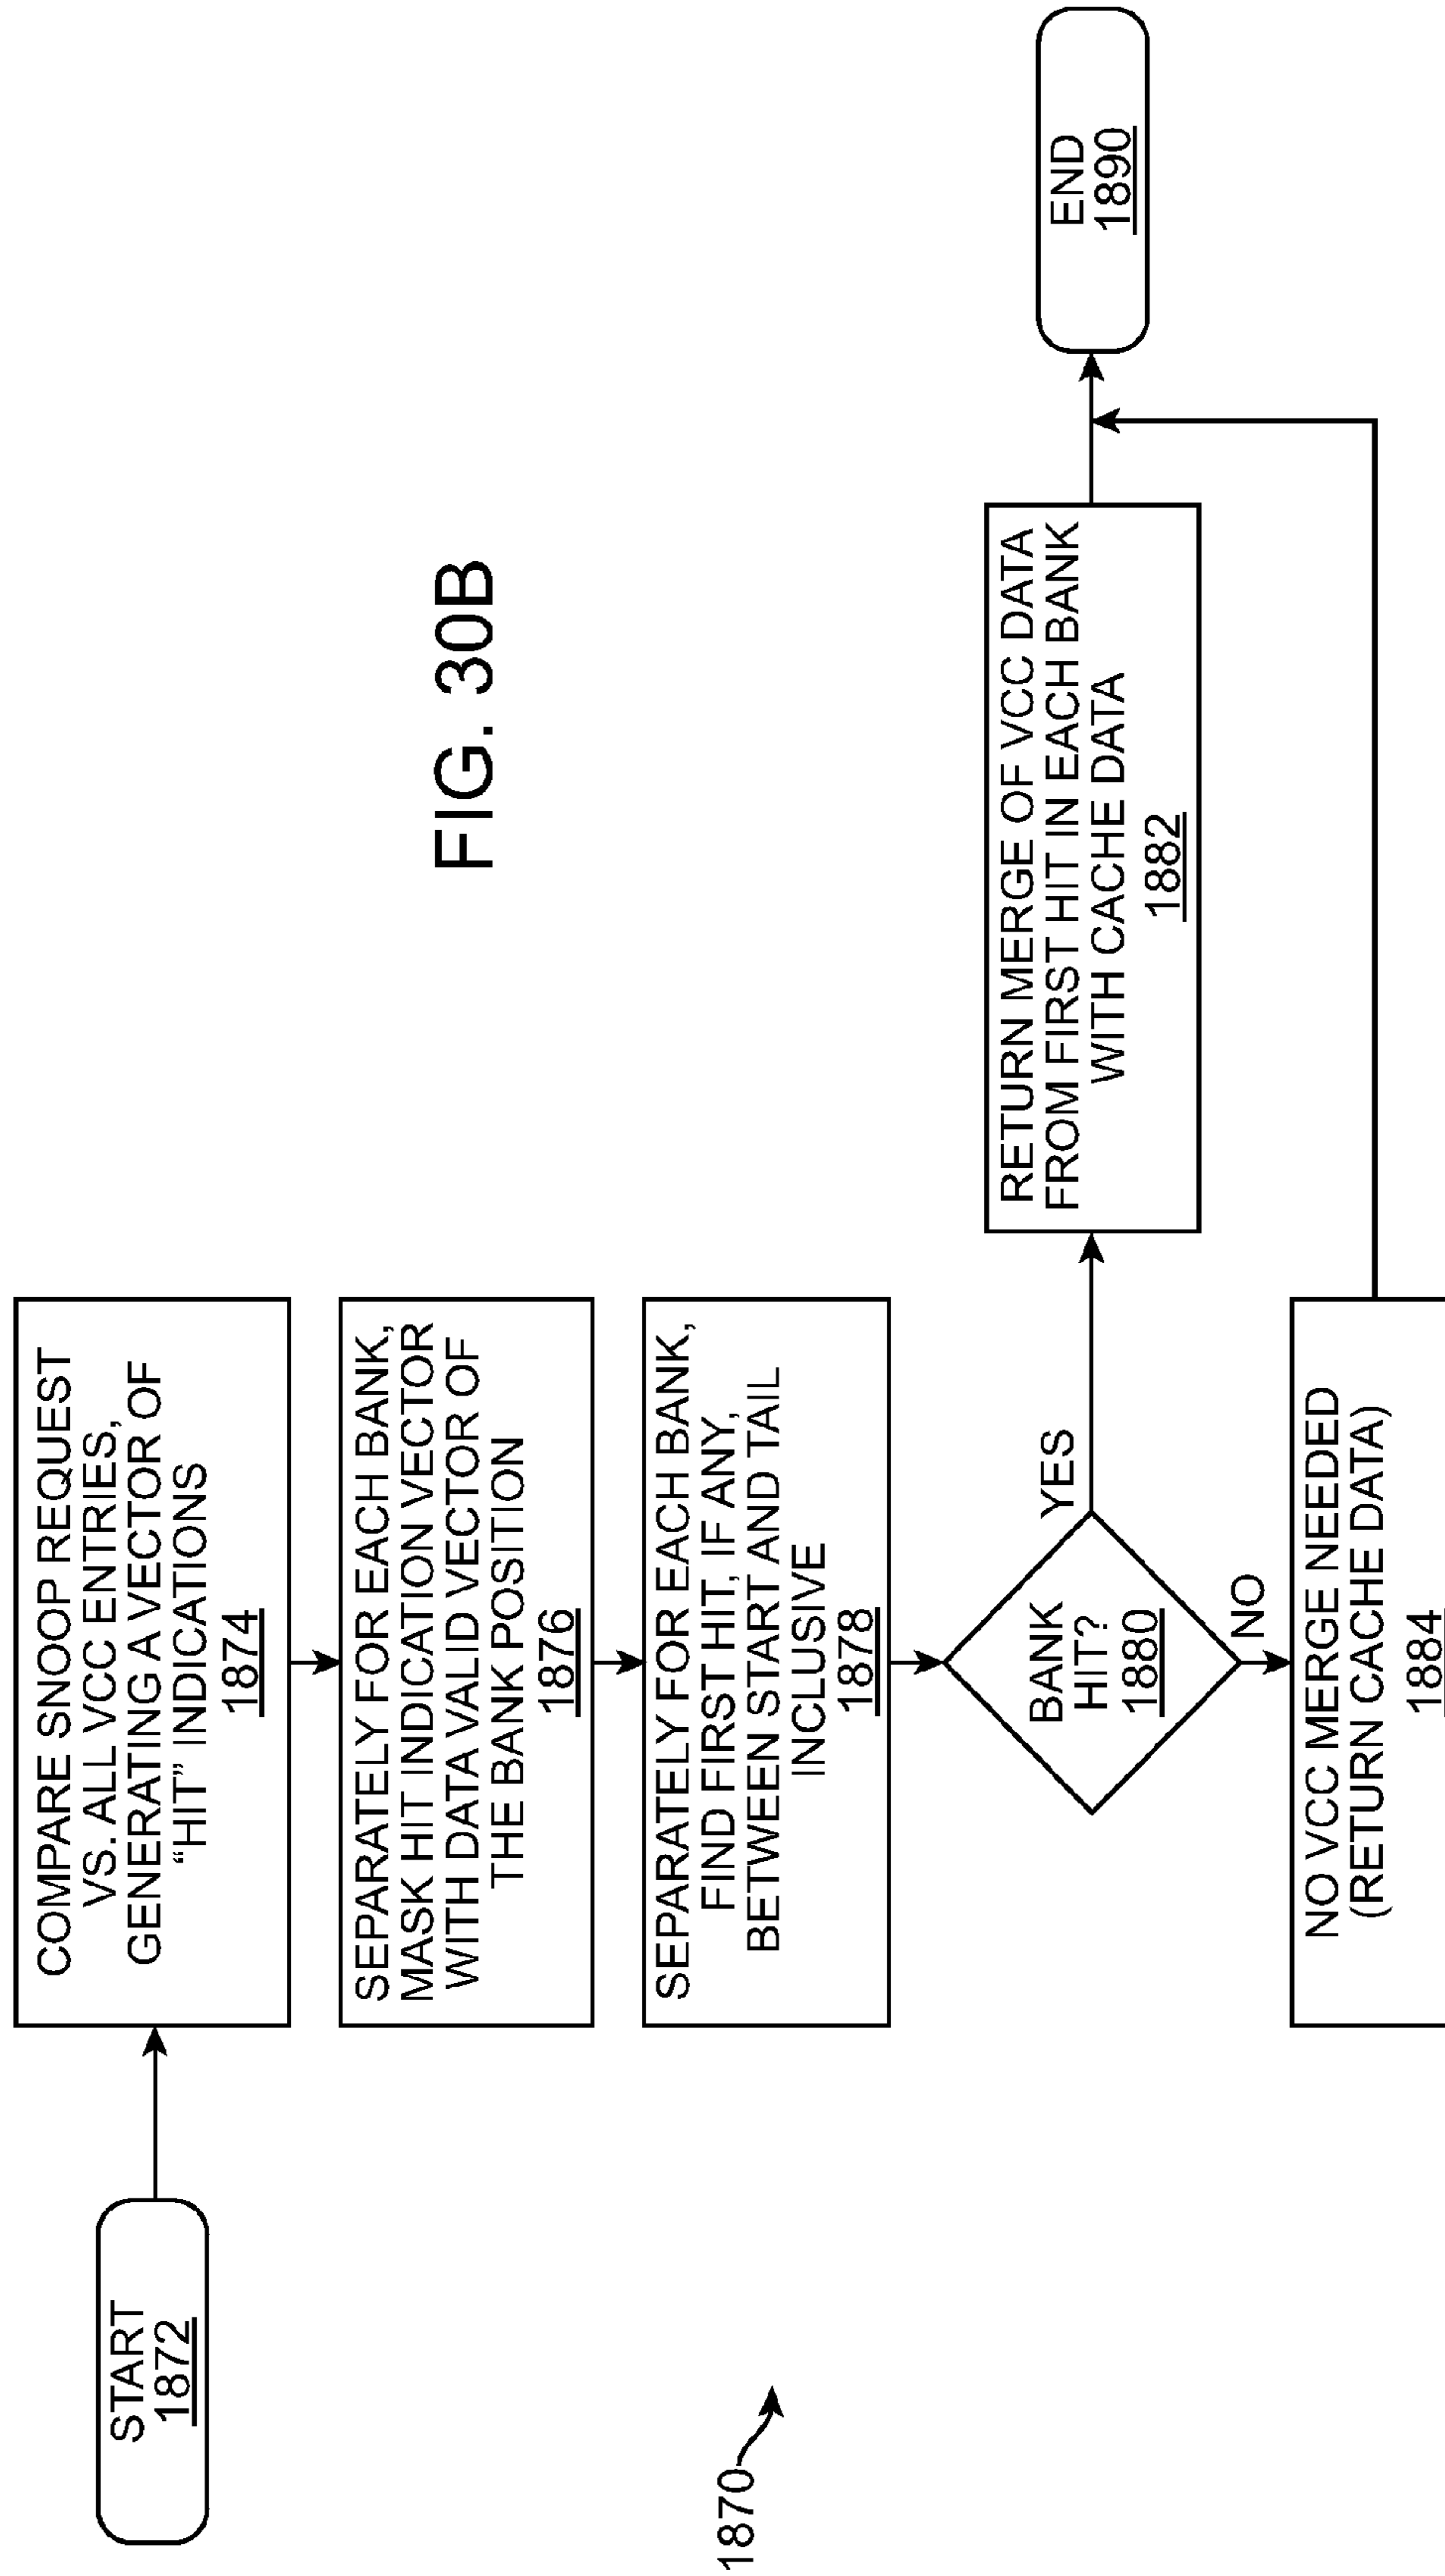 START
1872
COMPARE SNOOP REQUEST
VS. ALL VCC ENTRIES,
GENERATING A VECTOR OF
“HIT” INDICATIONS
1874
SEPARATELY FOR EACH BANK,
MASK HIT INDICATION VECTOR
WITH DATA VALID VECTOR OF
THE BANK POSITION
1876
SEPARATELY FOR EACH BANK,
FIND FIRST HIT, IF ANY,
BETWEEN START AND TAIL
INCLUSIVE
1878
BANK
HIT?
1880
YES
NO
RETURN MERGE OF VCC DATA
FROM FIRST HIT IN EACH BANK
WITH CACHE DATA
1882
NO VCC MERGE NEEDED
(RETURN CACHE DATA)
1884
END
1890
1870
FIG. 30B